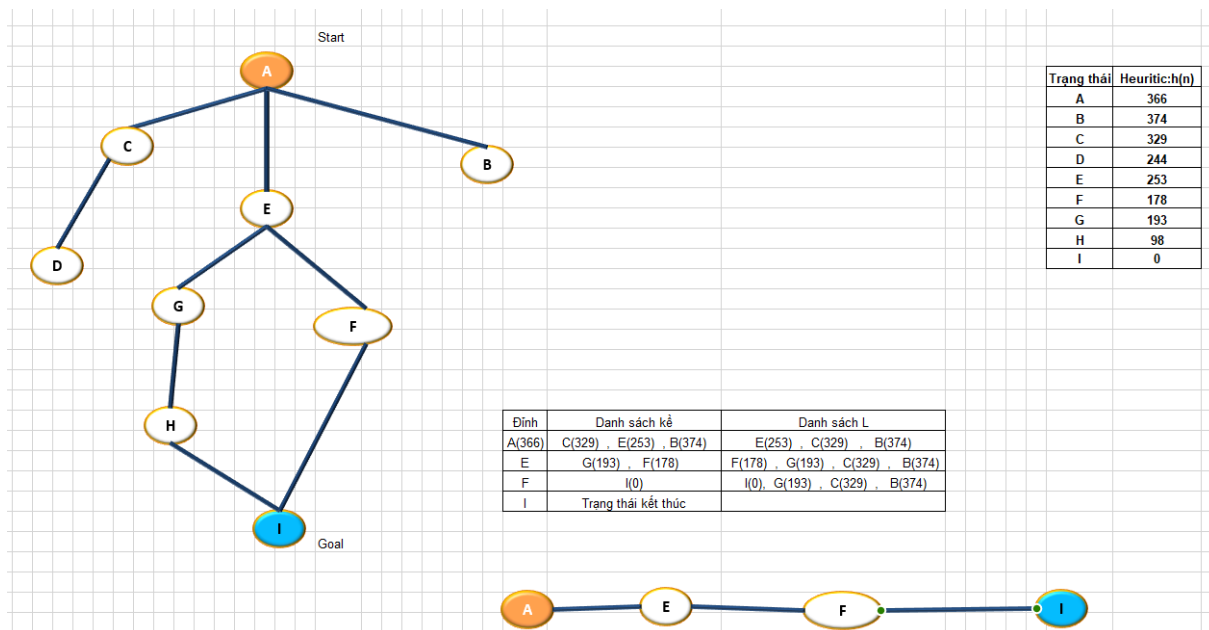 Start
A
C
B
E
D
G
F
H
I
Goal
Trạng thái Heuritic:h(n)
A 366
B 374
C 329
D 244
E 253
F 178
G 193
H 98
I 0
Đỉnh Danh sách kề Danh sách L
A(366) C(329) , E(253) , B(374) E(253) , C(329) , B(374)
E G(193) , F(178) F(178) , G(193) , C(329) , B(374)
F I(0) I(0), G(193) , C(329) , B(374)
I Trạng thái kết thúc
A E F I